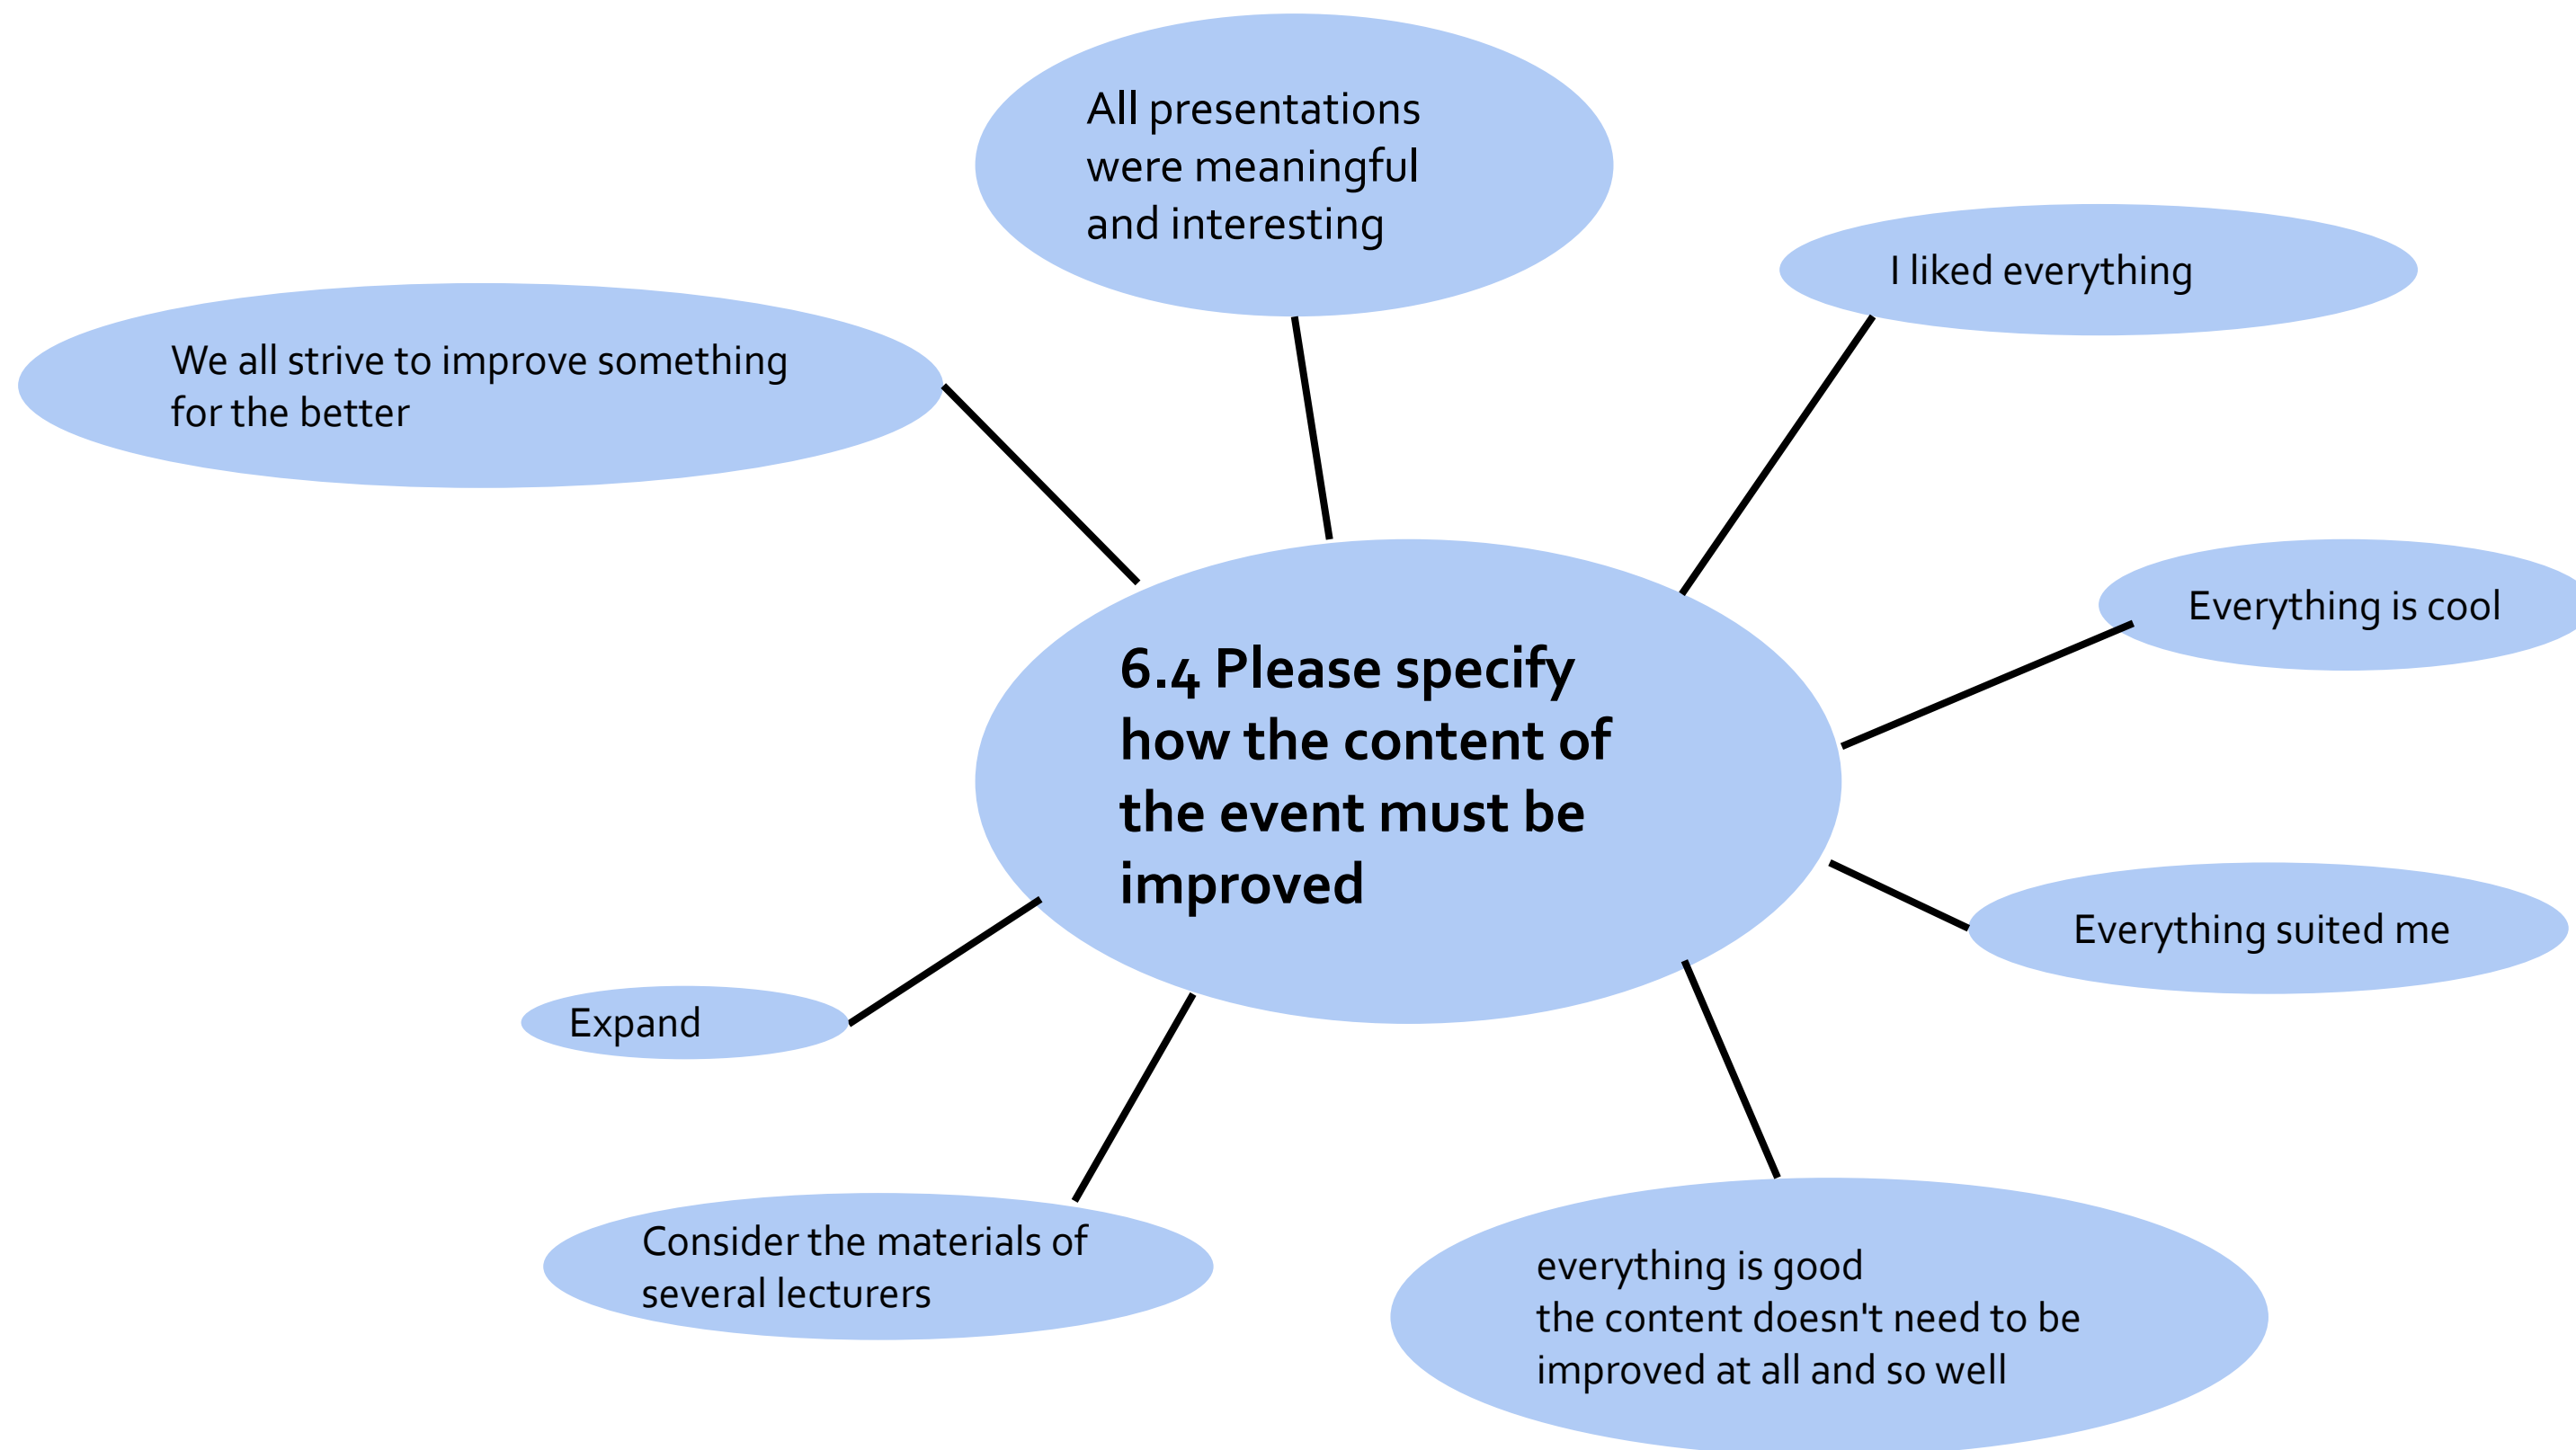 All presentations
were meaningful
and interesting
I liked everything
We all strive to improve something
for the better
Everything is cool
6.4 Please specify
how the content of
the event must be
improved
Everything suited me
Expand
Consider the materials of
several lecturers
everything is good
the content doesn't need to be
improved at all and so well